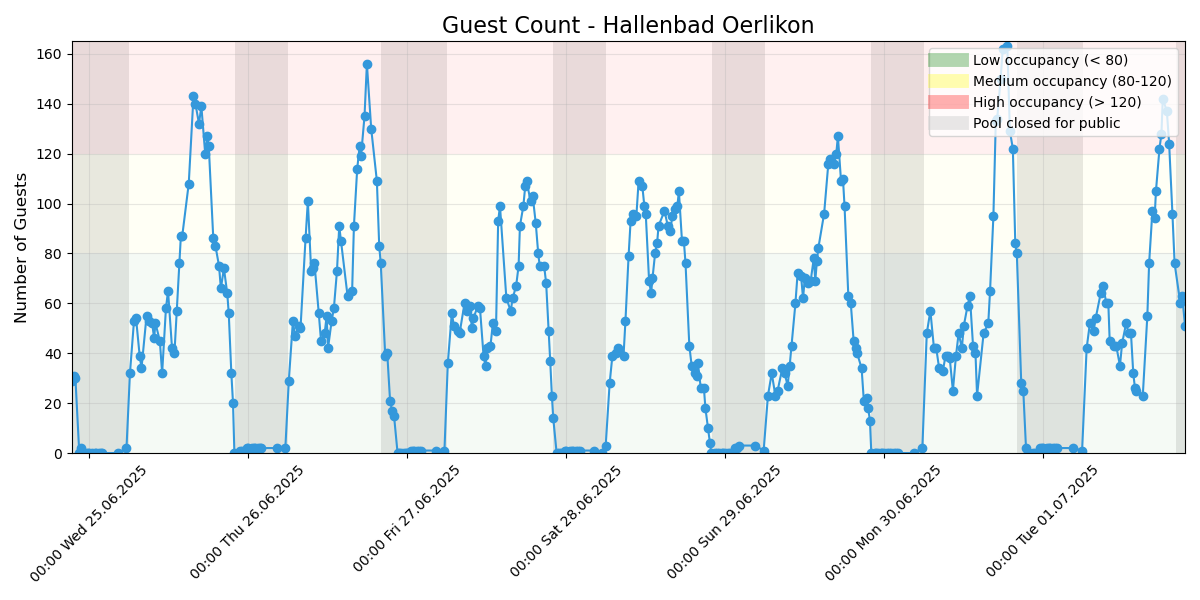 Guest Count - Hallenbad Oerlikon
Number of Guests
160
140
120
100
80
60
40
20
0
Low occupancy (< 80)
Medium occupancy (80-120)
High occupancy (> 120)
Pool closed for public
00:00 Wed 25.06.2025
00:00 Thu 26.06.2025
00:00 Fri 27.06.2025
00:00 Sat 28.06.2025
00:00 Sun 29.06.2025
00:00 Mon 30.06.2025
00:00 Tue 01.07.2025